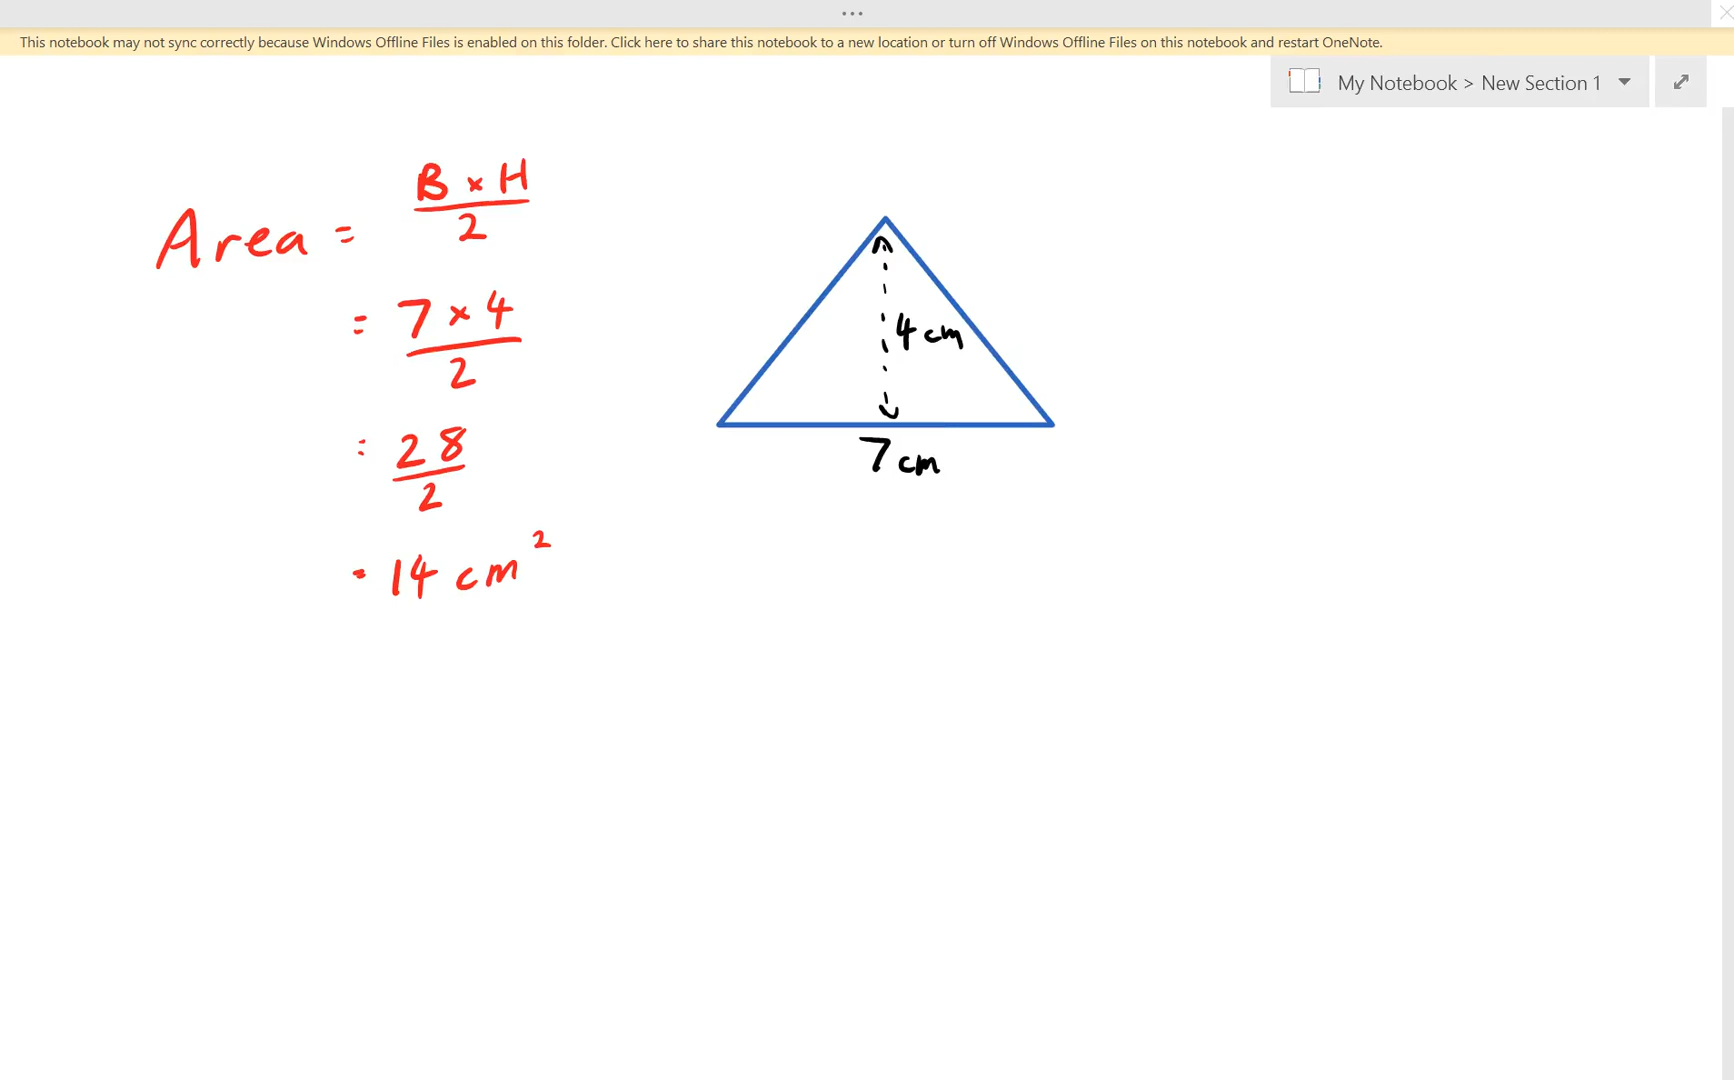 This notebook may not sync correctly because Windows Offline Files is enabled on this folder. Click here to share this notebook to a new location or turn off Windows Offline Files on this notebook and restart OneNote.
My Notebook > New Section 1
Area = B × H
2
= 7 × 4
2
= 28
2
= 14 cm²
4 cm
7 cm